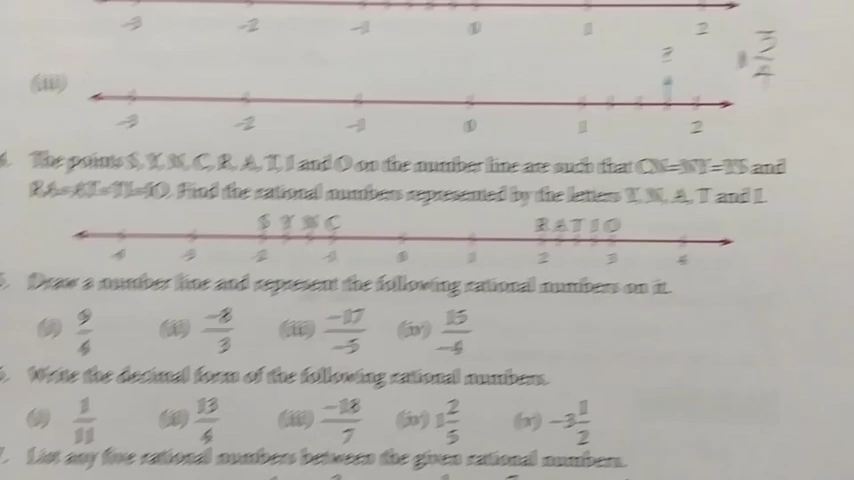 -3 -2 -1 0 1 2
3/4
?
(iii)
-3 -2 -1 0 1 2
The points S, Y, N, C, R, A, T, I and O on the number line are such that CN=NY=YS and
RA=AT=TI=IO. Find the rational numbers represented by the letters Y, N, A, T and I.
S Y N C R A T I O
-4 -3 -2 -1 0 1 2 3 4
Draw a number line and represent the following rational numbers on it.
(i) 9/4 (ii) -8/3 (iii) -17/-5 (iv) 15/-4
Write the decimal form of the following rational numbers.
(i) 1/11 (ii) 13/4 (iii) -18/7 (iv) 1 2/5 (v) -3 1/2
List any five rational numbers between the given rational numbers.